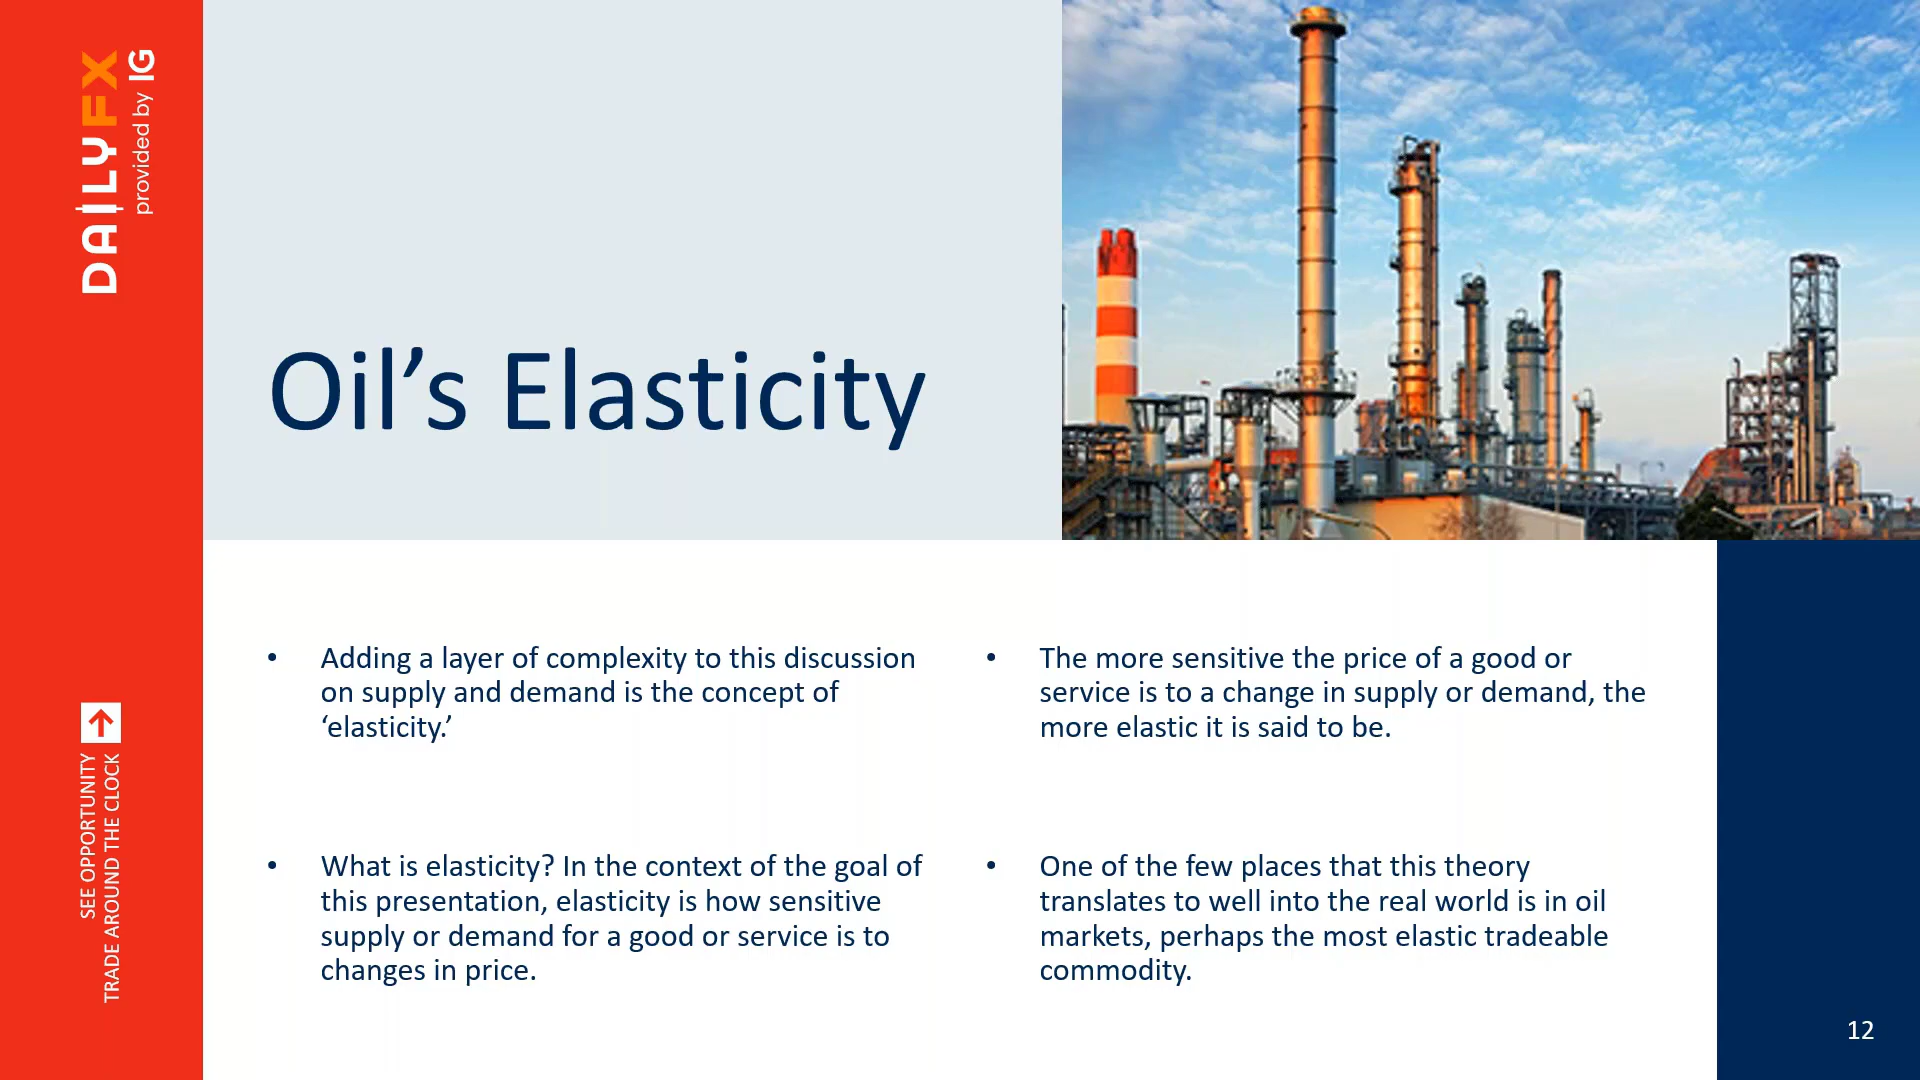 DAILYFX
provided by IG
SEE OPPORTUNITY
TRADE AROUND THE CLOCK
Oil’s Elasticity
• Adding a layer of complexity to this discussion
on supply and demand is the concept of
‘elasticity.’
• What is elasticity? In the context of the goal of
this presentation, elasticity is how sensitive
supply or demand for a good or service is to
changes in price.
• The more sensitive the price of a good or
service is to a change in supply or demand, the
more elastic it is said to be.
• One of the few places that this theory
translates to well into the real world is in oil
markets, perhaps the most elastic tradeable
commodity.
12